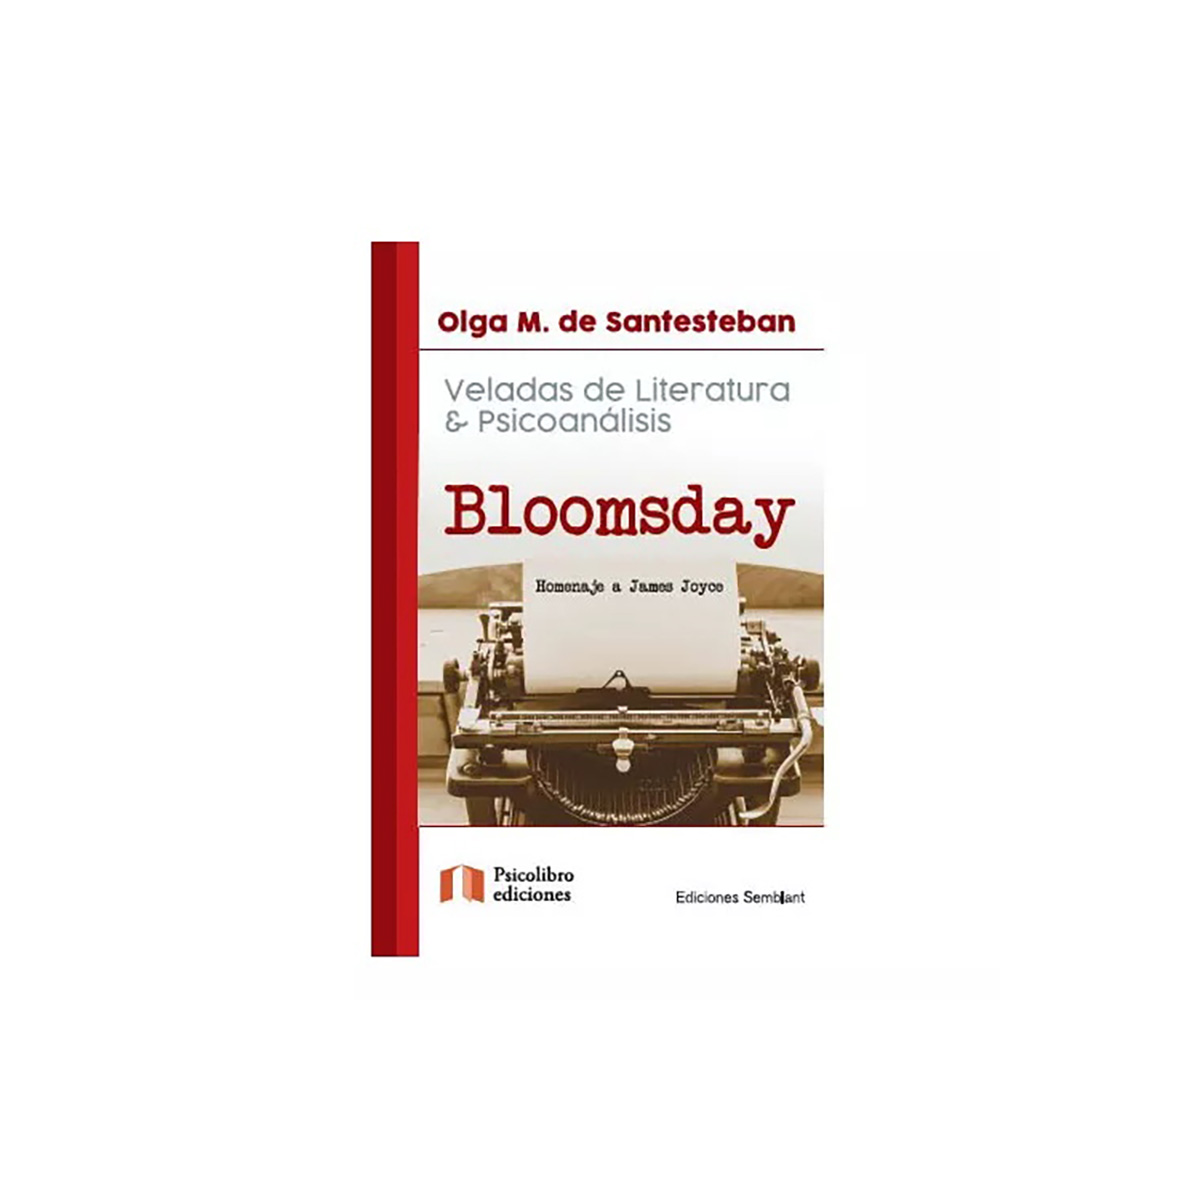 Olga M. de Santesteban
Veladas de Literatura
& Psicoanálisis
Bloomsday
Homenaje a James Joyce
Psicolibro
ediciones
Ediciones Semblant